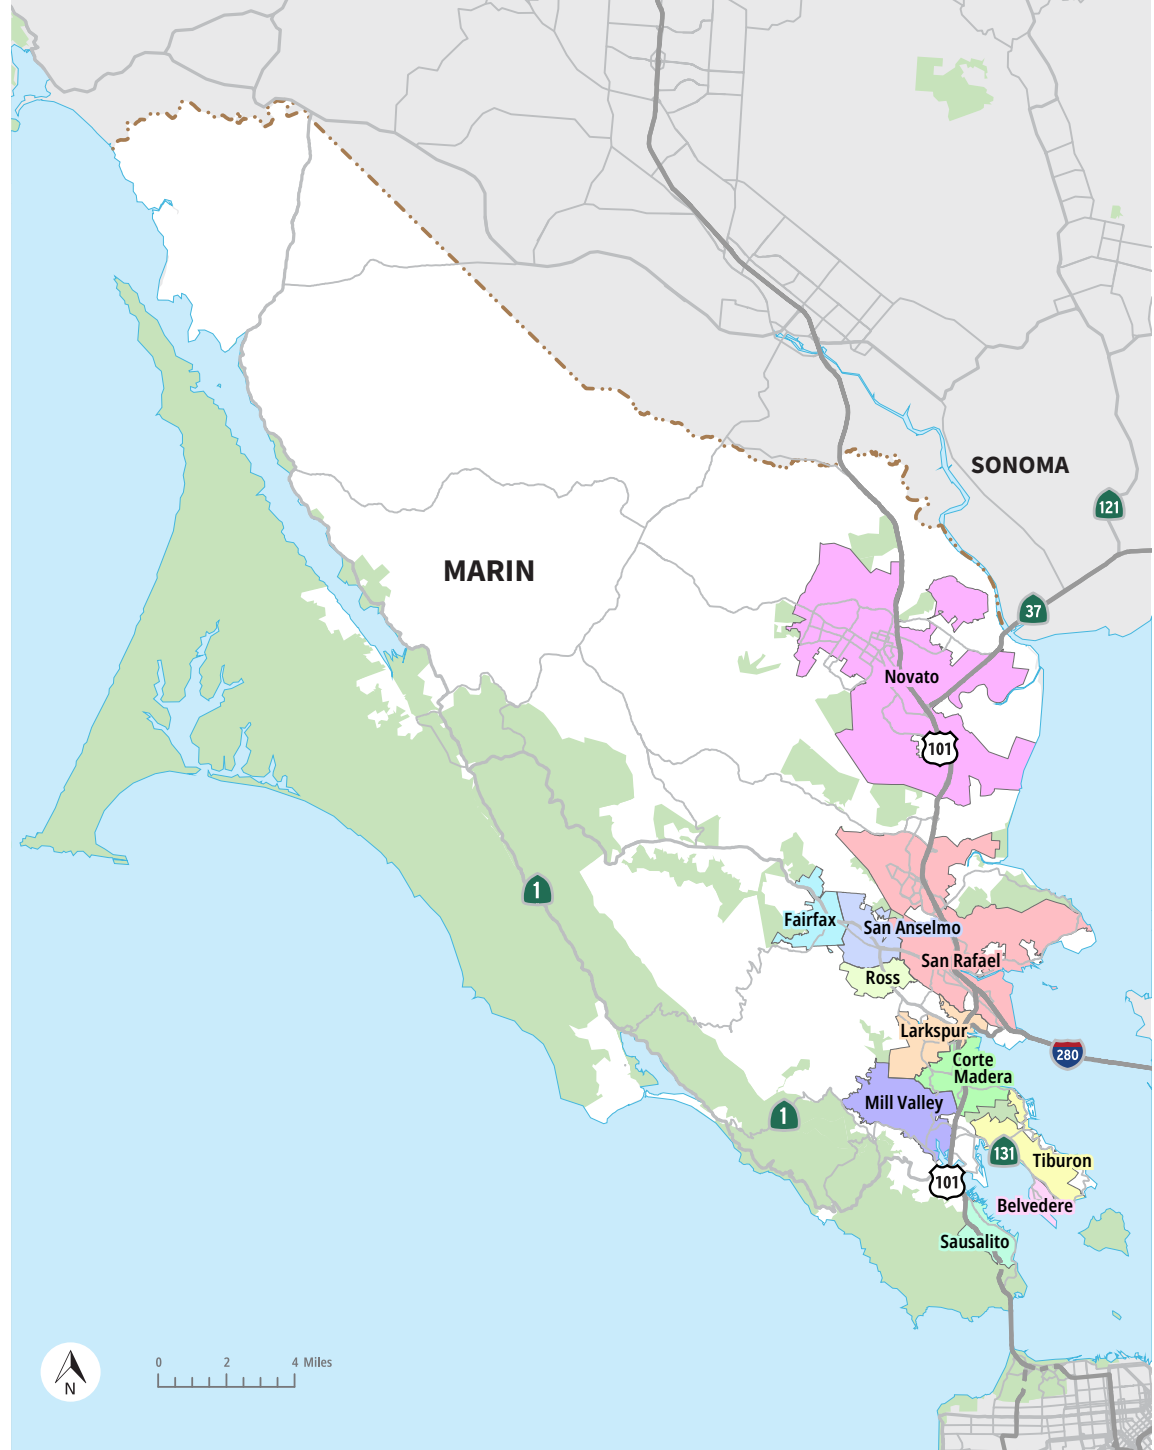 SONOMA
121
MARIN
37
Novato
101
1
Fairfax
San Anselmo
San Rafael
Ross
Larkspur
280
Corte
Madera
Mill Valley
1
131
Tiburon
101
Belvedere
Sausalito
0 2 4 Miles
N